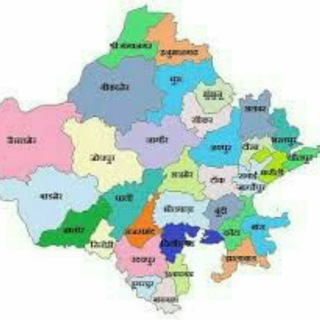 श्री गंगानगर
हनुमानगढ़
बीकानेर
चुरू
झुंझुनू
सीकर
अलवर
जैसलमेर
जोधपुर
नागौर
जयपुर
दौसा
भरतपुर
धौलपुर
करौली
अजमेर
टोंक
सवाई
माधोपुर
बाडमेर
पाली
भीलवाड़ा
बूंदी
कोटा
बारां
जालोर
सिरोही
राजसमंद
चित्तौड़गढ़
झालावाड़
उदयपुर
डूंगरपुर
बांसवाड़ा